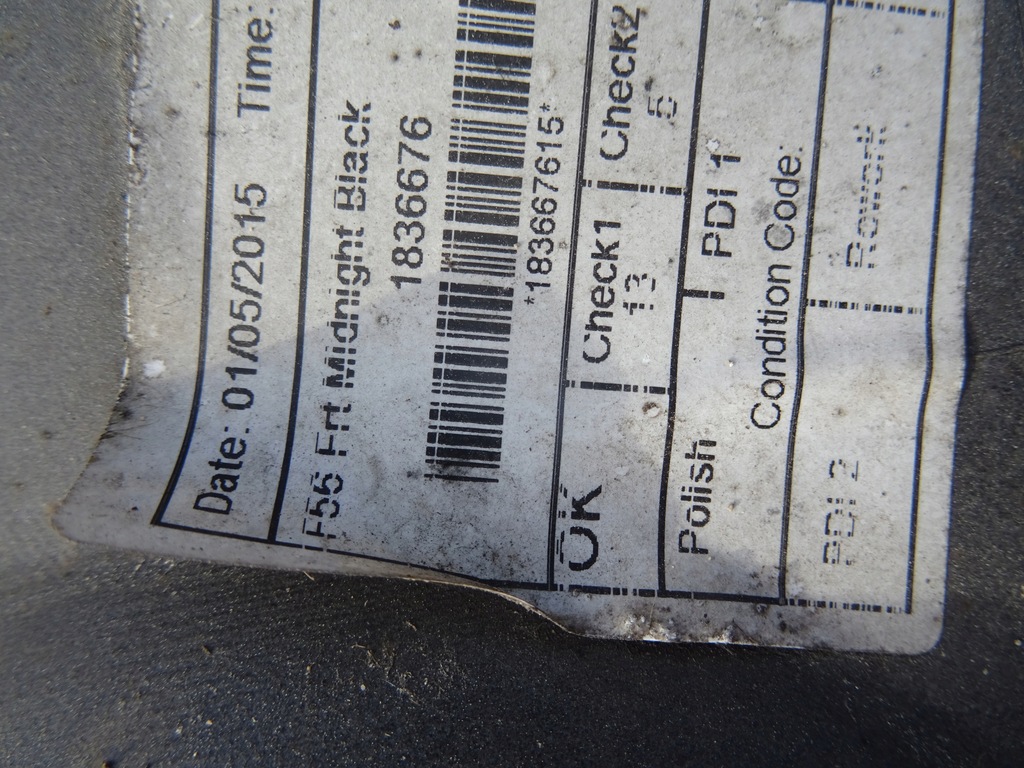 Date: 01/05/2015 Time:
F55 Frt Midnight Black
1836676
*183667615*
OK Check1 Check2
13 5
Polish PDI 1
Condition Code:
PDI 2 Rework